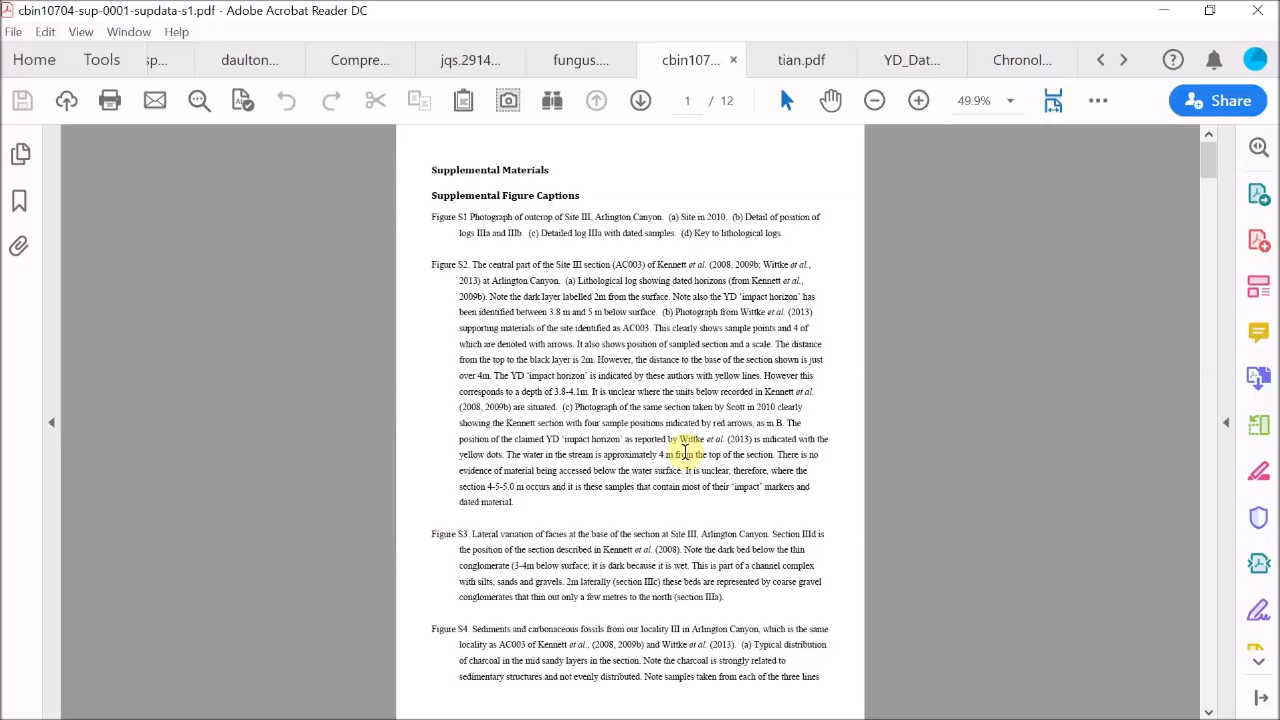 cbin10704-sup-0001-supdata-s1.pdf - Adobe Acrobat Reader DC
File Edit View Window Help
Home Tools sp... daulton... Compre... jqs.2914... fungus.... cbin107... × tian.pdf YD_Dat... Chronol...
1 / 12 49.9% Share
Supplemental Materials
Supplemental Figure Captions
Figure S1 Photograph of outcrop of Site III, Arlington Canyon. (a) Site in 2010. (b) Detail of position of
logs IIIa and IIIb. (c) Detailed log IIIa with dated samples. (d) Key to lithological logs.
Figure S2. The central part of the Site III section (AC003) of Kennett et al. (2008, 2009b; Wittke et al.,
2013) at Arlington Canyon. (a) Lithological log showing dated horizons (from Kennett et al.,
2009b). Note the dark layer labelled 2m from the surface. Note also the YD ‘impact horizon’ has
been identified between 3.8 m and 5 m below surface. (b) Photograph from Wittke et al. (2013)
supporting materials of the site identified as AC003. This clearly shows sample points and 4 of
which are denoted with arrows. It also shows position of sampled section and a scale. The distance
from the top to the black layer is 2m. However, the distance to the base of the section shown is just
over 4m. The YD ‘impact horizon’ is indicated by these authors with yellow lines. However this
corresponds to a depth of 3.8-4.1m. It is unclear where the units below recorded in Kennett et al.
(2008, 2009b) are situated. (c) Photograph of the same section taken by Scott in 2010 clearly
showing the Kennett section with four sample positions indicated by red arrows, as in B. The
position of the claimed YD ‘impact horizon’ as reported by Wittke et al. (2013) is indicated with the
yellow dots. The water in the stream is approximately 4 m from the top of the section. There is no
evidence of material being accessed below the water surface. It is unclear, therefore, where the
section 4-5-5.0 m occurs and it is these samples that contain most of their ‘impact’ markers and
dated material.
Figure S3. Lateral variation of facies at the base of the section at Site III, Arlington Canyon. Section IIId is
the position of the section described in Kennett et al. (2008). Note the dark bed below the thin
conglomerate (3-4m below surface; it is dark because it is wet. This is part of a channel complex
with silts, sands and gravels. 2m laterally (section IIIc) these beds are represented by coarse gravel
conglomerates that thin out only a few metres to the north (section IIIa).
Figure S4. Sediments and carbonaceous fossils from our locality III in Arlington Canyon, which is the same
locality as AC003 of Kennett et al., (2008, 2009b) and Wittke et al. (2013). (a) Typical distribution
of charcoal in the mid sandy layers in the section. Note the charcoal is strongly related to
sedimentary structures and not evenly distributed. Note samples taken from each of the three lines